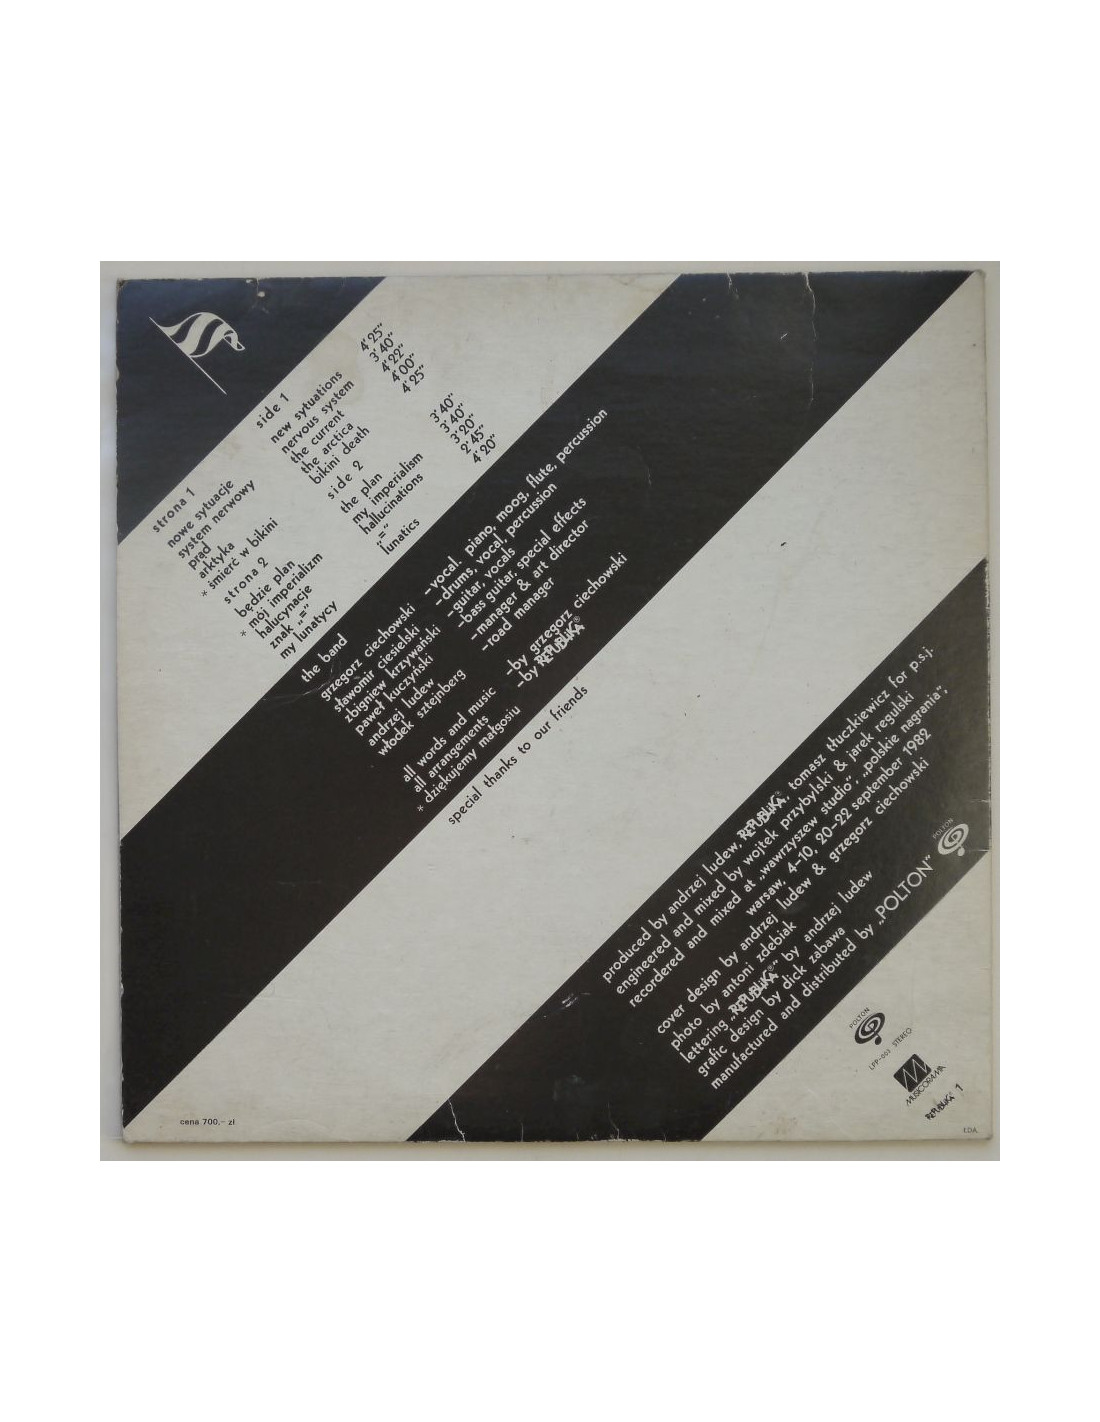 strona 1
nowe sytuacje
system nerwowy
prąd
arktyka
* śmierć w bikini
strona 2
będzie plan
* mój imperializm
halucynacje
znak „="
my lunatycy
side 1
new sytuations 4'25"
nervous system 3'40"
the current 4'22"
the arctica 4'00"
bikini death 4'25"
side 2
the plan 3'40"
my imperialism 3'40"
hallucinations 3'20"
„=" 2'45"
lunatics 4'20"
the band
grzegorz ciechowski -vocal. piano, moog, flute, percussion
sławomir ciesielski -drums, vocal, percussion
zbigniew krzywański -guitar, vocals
paweł kuczyński -bass guitar, special effects
andrzej ludew -manager & art director
włodek sztejnberg -road manager
all words and music -by grzegorz ciechowski
all arrangements -by REPUBLIKA®
* dziękujemy małgosiu
special thanks to our friends
produced by andrzej ludew, REPUBLIKA®, tomasz tłuczkiewicz for p.s.j.
engineered and mixed by wojtek przybylski & jarek regulski
recordered and mixed at „wawrzyszew studio", „polskie nagrania",
warsaw, 4-10, 20-22 september 1982
cover design by andrzej ludew & grzegorz ciechowski
photo by antoni zdebiak
lettering „REPUBLIKA®" by andrzej ludew
grafic design by dick zabawa
manufactured and distributed by „POLTON"
POLTON
POLTON
LPP-003 STEREO
MUSICORAMA
REPUBLIKA® 1
cena 700,- zł
EDA